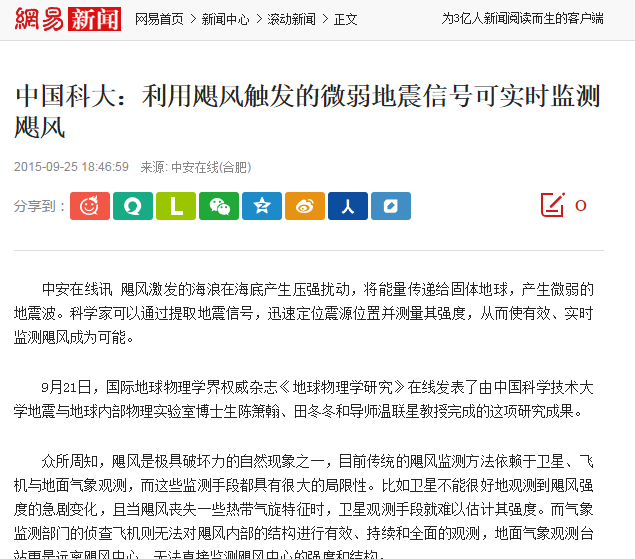 網易 新闻 网易首页 > 新闻中心 > 滚动新闻 > 正文 为3亿人新闻阅读而生的客户端
中国科大：利用飓风触发的微弱地震信号可实时监测
飓风
2015-09-25 18:46:59 来源: 中安在线(合肥)
分享到： 0
中安在线讯 飓风激发的海浪在海底产生压强扰动，将能量传递给固体地球，产生微弱的
地震波。科学家可以通过提取地震信号，迅速定位震源位置并测量其强度，从而使有效、实时
监测飓风成为可能。
9月21日，国际地球物理学界权威杂志《地球物理学研究》在线发表了由中国科学技术大
学地震与地球内部物理实验室博士生陈箫翰、田冬冬和导师温联星教授完成的这项研究成果。
众所周知，飓风是极具破坏力的自然现象之一，目前传统的飓风监测方法依赖于卫星、飞
机与地面气象观测，而这些监测手段都具有很大的局限性。比如卫星不能很好地观测到飓风强
度的急剧变化，且当飓风丧失一些热带气旋特征时，卫星观测手段就难以估计其强度。而气象
监测部门的侦查飞机则无法对飓风内部的结构进行有效、持续和全面的观测，地面气象观测台
站更是远离飓风中心，无法直接监测飓风中心的强度和结构。